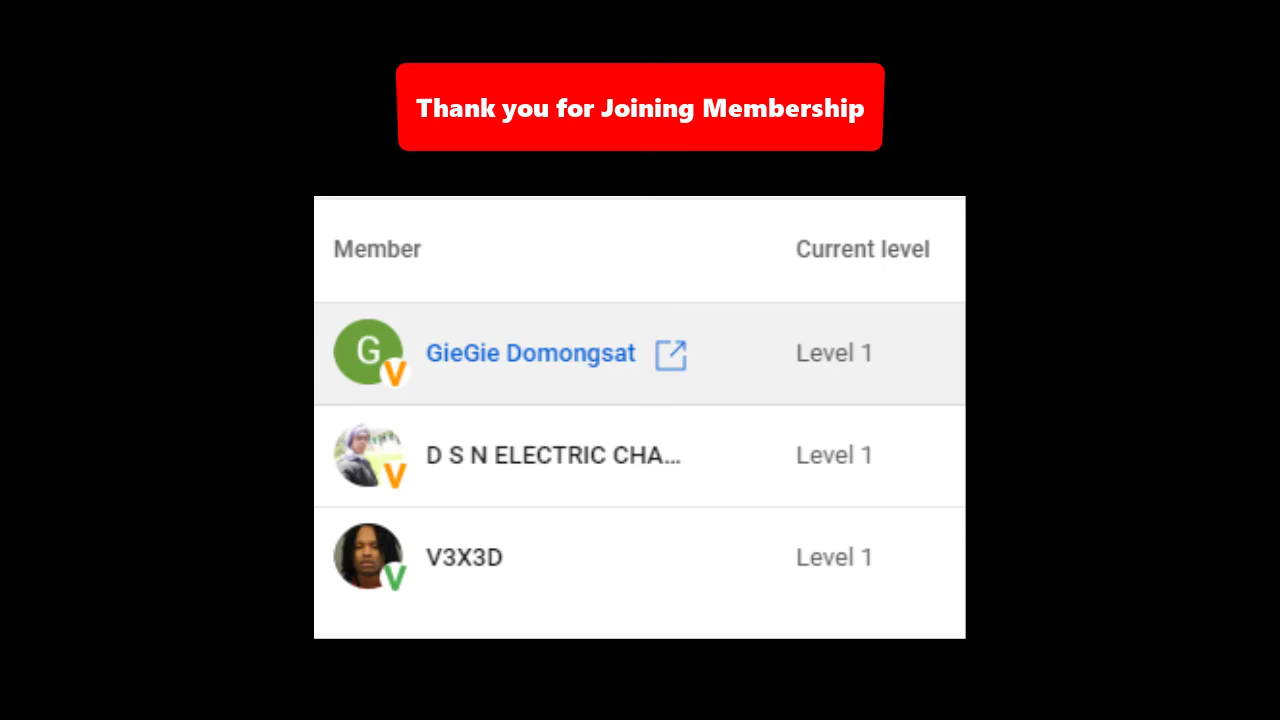 Thank you for Joining Membership
Member Current level
G V GieGie Domongsat Level 1
V D S N ELECTRIC CHA... Level 1
V V3X3D Level 1